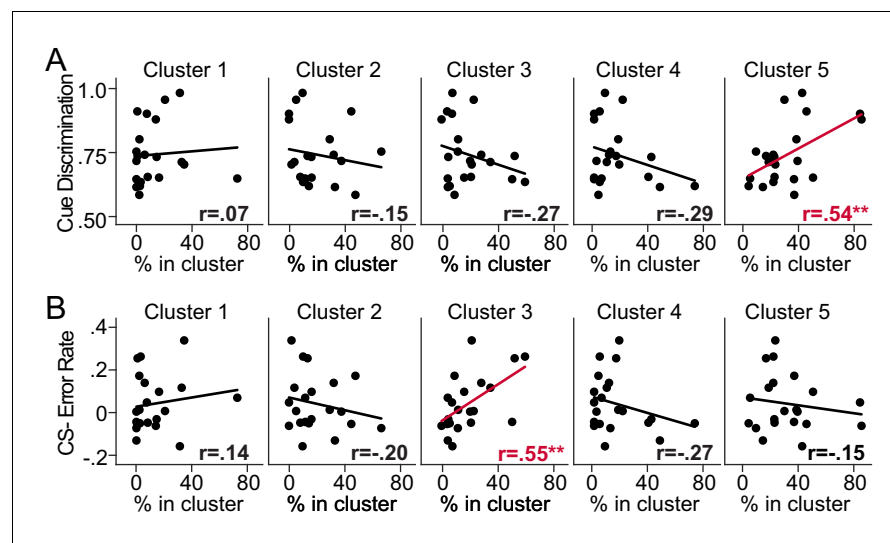 A
Cluster 1 Cluster 2 Cluster 3 Cluster 4 Cluster 5
Cue Discrimination
1.0
.75
.50
r=.07 r=-.15 r=-.27 r=-.29 r=.54**
0 40 80 0 40 80 0 40 80 0 40 80 0 40 80
% in cluster % in cluster % in cluster % in cluster % in cluster
B
Cluster 1 Cluster 2 Cluster 3 Cluster 4 Cluster 5
CS- Error Rate
.4
.2
0
-.2
r=.14 r=-.20 r=.55** r=-.27 r=-.15
0 40 80 0 40 80 0 40 80 0 40 80 0 40 80
% in cluster % in cluster % in cluster % in cluster % in cluster